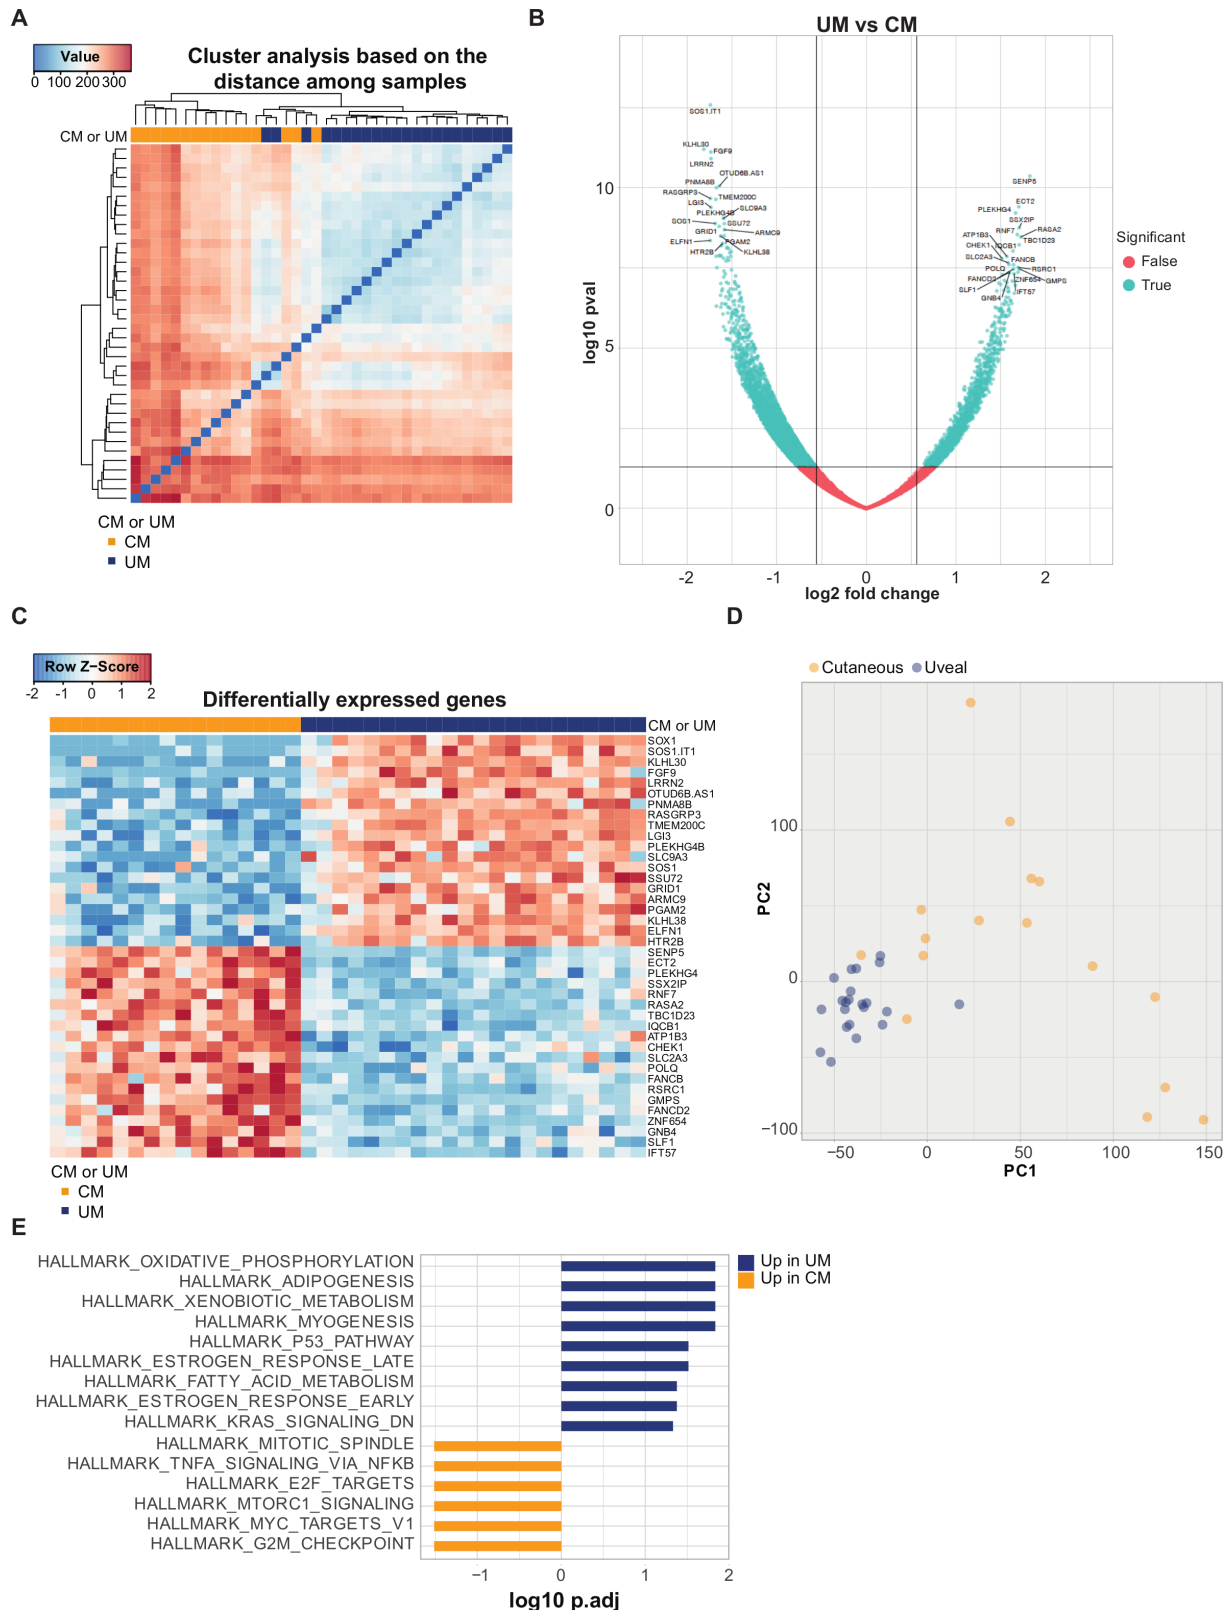 A
Value
0 100 200 300
Cluster analysis based on the
distance among samples
CM or UM
CM or UM
CM
UM
B
UM vs CM
SOS1.IT1
KLHL30
FGF9
LRRN2
OTUD6B.AS1
PNMA8B
RASGRP3
TMEM200C
LGI3
SLC9A3
PLEKHG4B
SOS1
SSU72
GRID1
ARMC9
ELFN1
PGAM2
HTR2B
KLHL38
SENP5
ECT2
PLEKHG4
SSX2IP
RNF7
RASA2
ATP1B3
TBC1D23
CHEK1
IQCB1
SLC2A3
FANCB
POLQ
RSRC1
FANCD2
ZNF654
GMPS
SLF1
IFT57
GNB4
10
5
0
log10 pval
-2 -1 0 1 2
log2 fold change
Significant
False
True
C
Row Z−Score
-2 -1 0 1 2
Differentially expressed genes
CM or UM
SOX1
SOS1.IT1
KLHL30
FGF9
LRRN2
OTUD6B.AS1
PNMA8B
RASGRP3
TMEM200C
LGI3
PLEKHG4B
SLC9A3
SOS1
SSU72
GRID1
ARMC9
PGAM2
KLHL38
ELFN1
HTR2B
SENP5
ECT2
PLEKHG4
SSX2IP
RNF7
RASA2
TBC1D23
IQCB1
ATP1B3
CHEK1
SLC2A3
POLQ
FANCB
RSRC1
GMPS
FANCD2
ZNF654
GNB4
SLF1
IFT57
CM or UM
CM
UM
D
Cutaneous Uveal
100
0
−100
PC2
−50 0 50 100 150
PC1
E
HALLMARK_OXIDATIVE_PHOSPHORYLATION
HALLMARK_ADIPOGENESIS
HALLMARK_XENOBIOTIC_METABOLISM
HALLMARK_MYOGENESIS
HALLMARK_P53_PATHWAY
HALLMARK_ESTROGEN_RESPONSE_LATE
HALLMARK_FATTY_ACID_METABOLISM
HALLMARK_ESTROGEN_RESPONSE_EARLY
HALLMARK_KRAS_SIGNALING_DN
HALLMARK_MITOTIC_SPINDLE
HALLMARK_TNFA_SIGNALING_VIA_NFKB
HALLMARK_E2F_TARGETS
HALLMARK_MTORC1_SIGNALING
HALLMARK_MYC_TARGETS_V1
HALLMARK_G2M_CHECKPOINT
−1 0 1 2
log10 p.adj
Up in UM
Up in CM